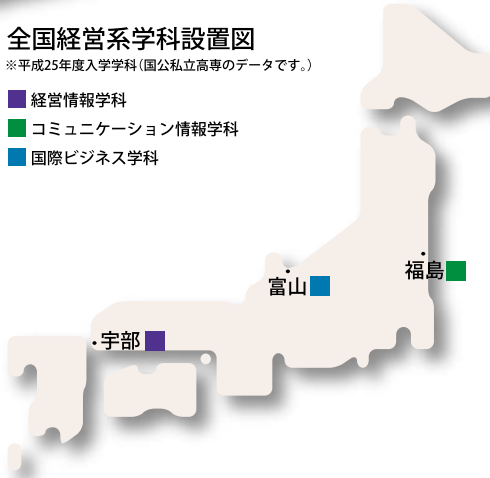 全国経営系学科設置図
※平成25年度入学学科（国公私立高専のデータです。）
経営情報学科
コミュニケーション情報学科
国際ビジネス学科
福島
富山
宇部